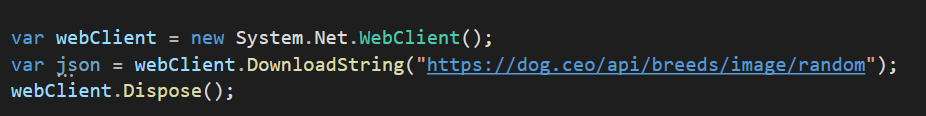 var webClient = new System.Net.WebClient();
var json = webClient.DownloadString("https://dog.ceo/api/breeds/image/random");
webClient.Dispose();